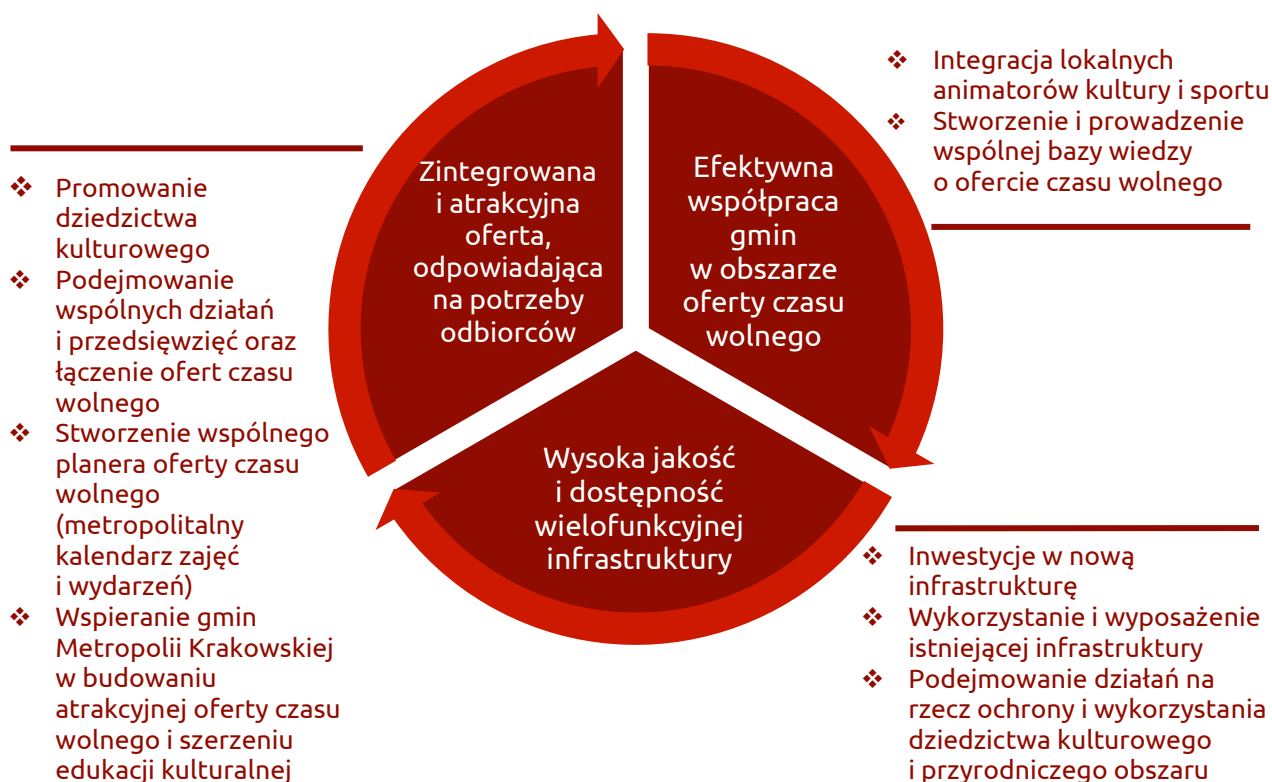 ❖ Integracja lokalnych
animatorów kultury i sportu
❖ Stworzenie i prowadzenie
wspólnej bazy wiedzy
o ofercie czasu wolnego
Zintegrowana
i atrakcyjna
oferta,
odpowiadająca
na potrzeby
odbiorców
Efektywna
współpraca
gmin
w obszarze
oferty czasu
wolnego
❖ Promowanie
dziedzictwa
kulturowego
❖ Podejmowanie
wspólnych działań
i przedsięwzięć oraz
łączenie ofert czasu
wolnego
❖ Stworzenie wspólnego
planera oferty czasu
wolnego
(metropolitalny
kalendarz zajęć
i wydarzeń)
❖ Wspieranie gmin
Metropolii Krakowskiej
w budowaniu
atrakcyjnej oferty czasu
wolnego i szerzeniu
edukacji kulturalnej
Wysoka jakość
i dostępność
wielofunkcyjnej
infrastruktury
❖ Inwestycje w nową
infrastrukturę
❖ Wykorzystanie i wyposażenie
istniejącej infrastruktury
❖ Podejmowanie działań na
rzecz ochrony i wykorzystania
dziedzictwa kulturowego
i przyrodniczego obszaru